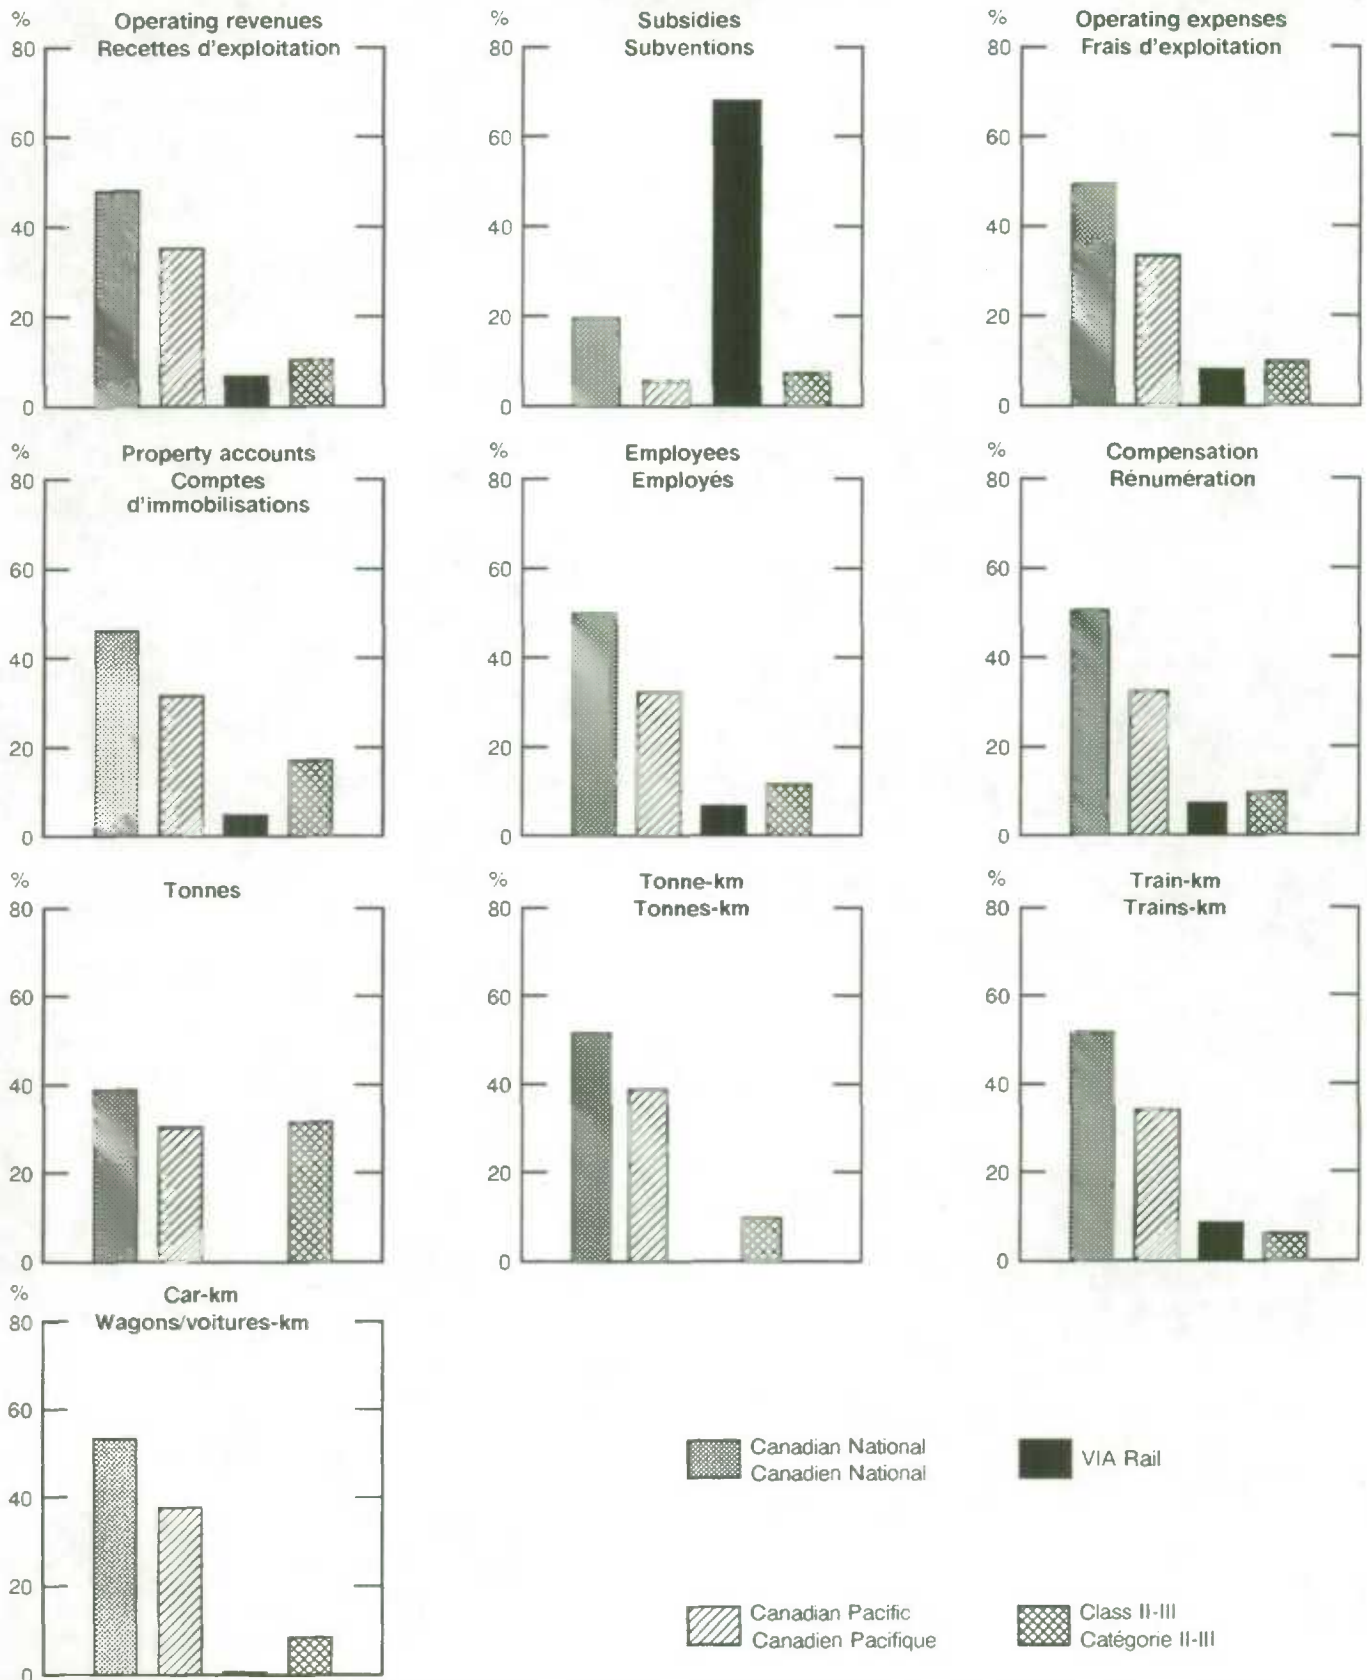 %
Operating revenues
Recettes d'exploitation
80
60
40
20
0
%
Subsidies
Subventions
80
60
40
20
0
%
Operating expenses
Frais d'exploitation
80
60
40
20
0
%
Property accounts
Comptes
d'immobilisations
80
60
40
20
0
%
Employees
Employés
80
60
40
20
0
%
Compensation
Rénumération
80
60
40
20
0
%
Tonnes
80
60
40
20
0
%
Tonne-km
Tonnes-km
80
60
40
20
0
%
Train-km
Trains-km
80
60
40
20
0
%
Car-km
Wagons/voitures-km
80
60
40
20
0
Canadian National
Canadien National
VIA Rail
Canadian Pacific
Canadien Pacifique
Class II-III
Catégorie II-III